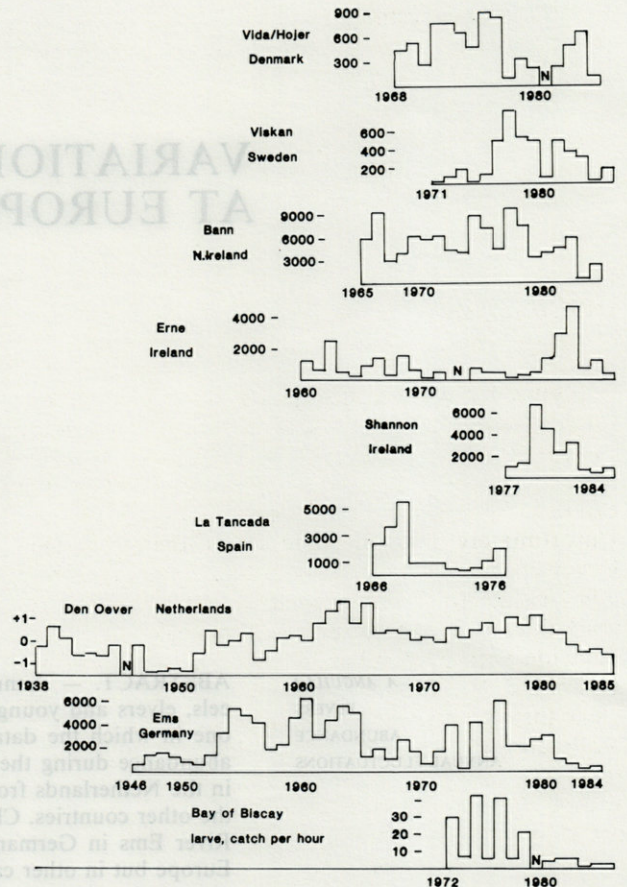 900 -
Vida/Hojer
600 -
Denmark
300 -
N
1968
1980
Viskan
600 -
Sweden
400 -
200 -
1971
1980
9000 -
Bann
6000 -
N.Ireland
3000 -
1965
1970
1980
4000 -
Erne
Ireland
2000 -
N
1960
1970
Shannon
6000 -
Ireland
4000 -
2000 -
1977
1984
La Tancada
5000 -
Spain
3000 -
1000 -
1966
1976
Den Oever Netherlands
+1 -
0
-1 -
N
1938
1950
1960
1970
1980
1985
6000 -
Ems
4000 -
Germany
2000 -
1946
1950
1960
1970
1980
1984
Bay of Biscay
larve, catch per hour
30 -
20 -
10 -
N
1972
1980
VARIATION
AT EUROP